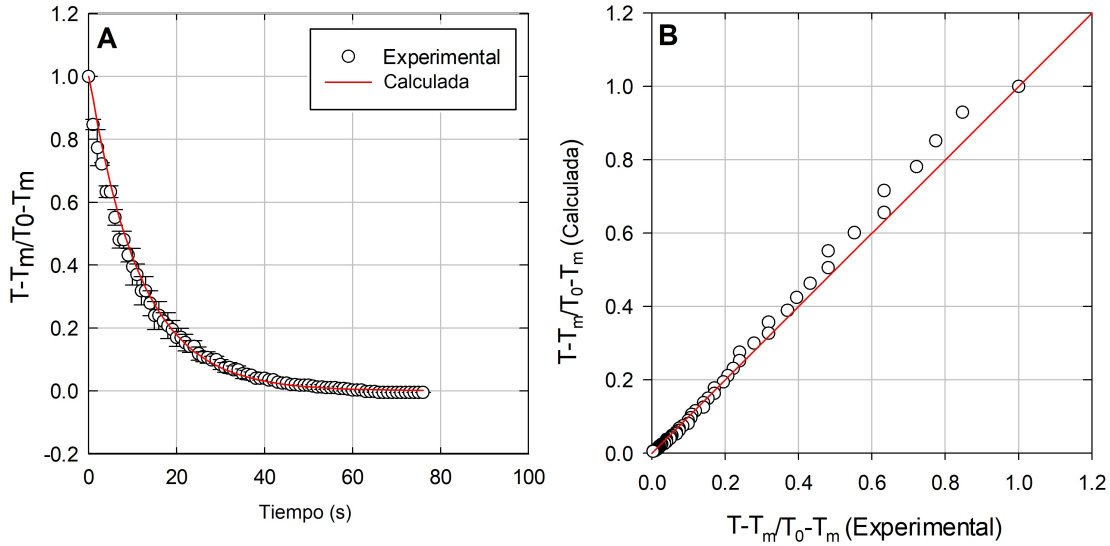 A
Experimental
Calculada
1.2
1.0
0.8
0.6
0.4
0.2
0.0
-0.2
0 20 40 60 80 100
T-Tm/T0-Tm
Tiempo (s)
B
1.2
1.0
0.8
0.6
0.4
0.2
0.0
0.0 0.2 0.4 0.6 0.8 1.0 1.2
T-Tm/T0-Tm (Calculada)
T-Tm/T0-Tm (Experimental)